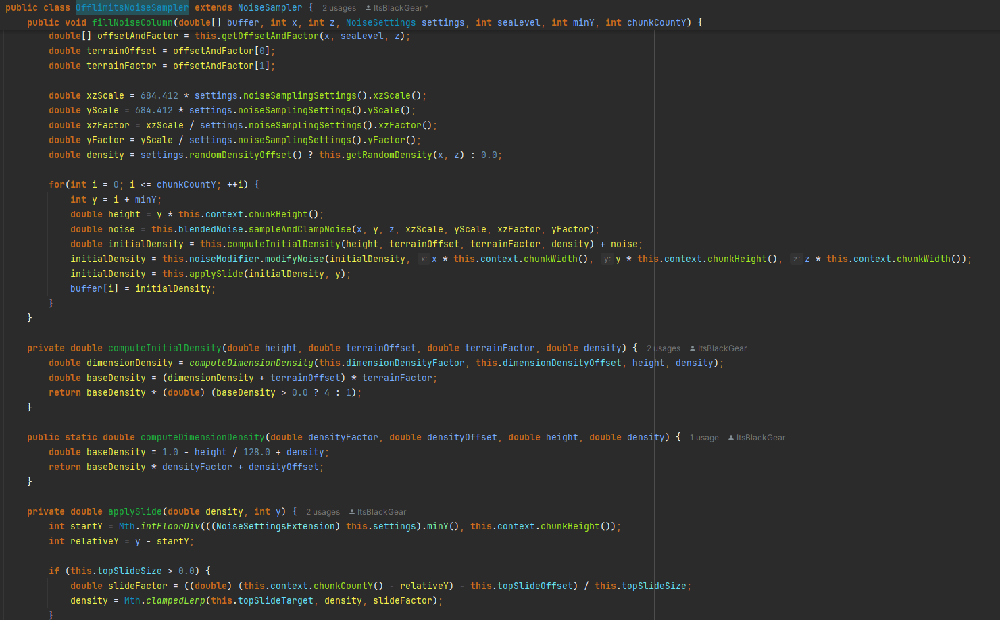 public class OfflimitsNoiseSampler extends NoiseSampler { 2 usages ItsBlackGear *
public void fillNoiseColumn(double[] buffer, int x, int z, NoiseSettings settings, int seaLevel, int minY, int chunkCountY) {
double[] offsetAndFactor = this.getOffsetAndFactor(x, seaLevel, z);
double terrainOffset = offsetAndFactor[0];
double terrainFactor = offsetAndFactor[1];
double xzScale = 684.412 * settings.noiseSamplingSettings().xzScale();
double yScale = 684.412 * settings.noiseSamplingSettings().yScale();
double xzFactor = xzScale / settings.noiseSamplingSettings().xzFactor();
double yFactor = yScale / settings.noiseSamplingSettings().yFactor();
double density = settings.randomDensityOffset() ? this.getRandomDensity(x, z) : 0.0;
for(int i = 0; i <= chunkCountY; ++i) {
int y = i + minY;
double height = y * this.context.chunkHeight();
double noise = this.blendedNoise.sampleAndClampNoise(x, y, z, xzScale, yScale, xzFactor, yFactor);
double initialDensity = this.computeInitialDensity(height, terrainOffset, terrainFactor, density) + noise;
initialDensity = this.noiseModifier.modifyNoise(initialDensity, x: x * this.context.chunkWidth(), y: y * this.context.chunkHeight(), z: z * this.context.chunkWidth());
initialDensity = this.applySlide(initialDensity, y);
buffer[i] = initialDensity;
}
}
private double computeInitialDensity(double height, double terrainOffset, double terrainFactor, double density) { 2 usages ItsBlackGear
double dimensionDensity = computeDimensionDensity(this.dimensionDensityFactor, this.dimensionDensityOffset, height, density);
double baseDensity = (dimensionDensity + terrainOffset) * terrainFactor;
return baseDensity * (double) (baseDensity > 0.0 ? 4 : 1);
}
public static double computeDimensionDensity(double densityFactor, double densityOffset, double height, double density) { 1 usage ItsBlackGear
double baseDensity = 1.0 - height / 128.0 + density;
return baseDensity * densityFactor + densityOffset;
}
private double applySlide(double density, int y) { 2 usages ItsBlackGear
int startY = Mth.intFloorDiv(((NoiseSettingsExtension) this.settings).minY(), this.context.chunkHeight());
int relativeY = y - startY;
if (this.topSlideSize > 0.0) {
double slideFactor = ((double) (this.context.chunkCountY() - relativeY) - this.topSlideOffset) / this.topSlideSize;
density = Mth.clampedLerp(this.topSlideTarget, density, slideFactor);
}